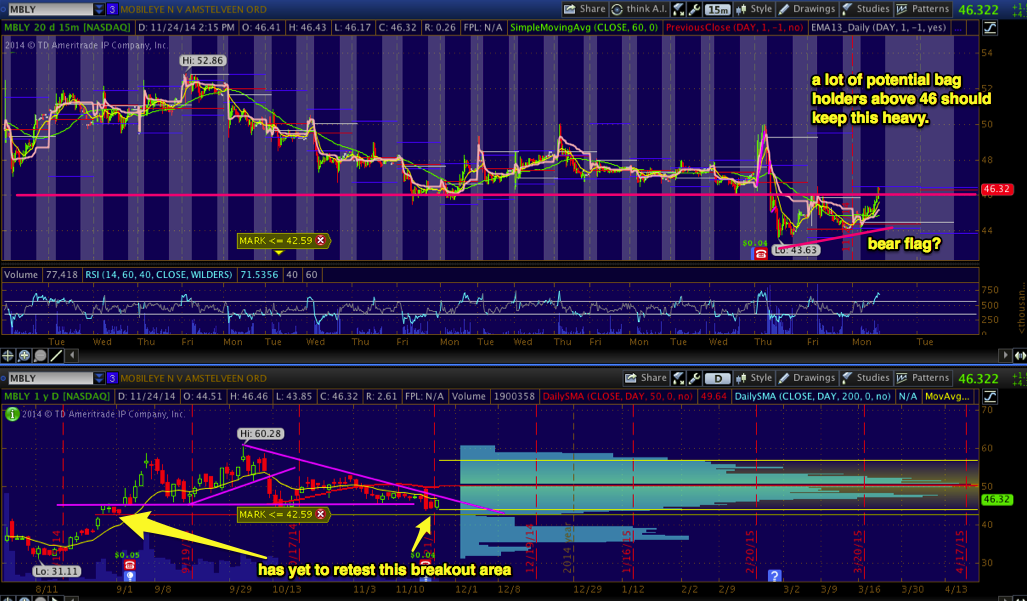 MBLY 3 MOBILEYE N V AMSTELVEEN ORD Share think A.I. 15m Style Drawings Studies Patterns 46.322
MBLY 20 d 15m [NASDAQ] D: 11/24/14 2:15 PM O: 46.41 H: 46.43 L: 46.17 C: 46.32 R: 0.26 FPL: N/A SimpleMovingAvg (CLOSE, 60, 0) PreviousClose (DAY, 1, -1, no) EMA13_Daily (DAY, 1, -1, yes) ...
2014 © TD Ameritrade IP Company, Inc.
54
Hi: 52.86
52
a lot of potential bag
holders above 46 should
keep this heavy.
50
48
46.32
44
MARK <= 42.59
$0.04
Lo: 43.63
bear flag?
Volume 77,418 RSI (14, 60, 40, CLOSE, WILDERS) 71.5356 40 60
750
500
250
<thousan...
Tue Wed Thu Fri Mon Tue Wed Thu Fri Mon Tue Wed Thu Fri Mon Tue Wed Thu Fri Mon Tue
MBLY 3 MOBILEYE N V AMSTELVEEN ORD Share D Style Drawings Studies Patterns 46.322
MBLY 1 y D [NASDAQ] D: 11/24/14 O: 44.51 H: 46.46 L: 43.85 C: 46.32 R: 2.61 FPL: N/A Volume 1900358 DailySMA (CLOSE, DAY, 50, 0, no) 49.64 DailySMA (CLOSE, DAY, 200, 0, no) N/A MovAvg...
2014 © TD Ameritrade IP Company, Inc.
70
Hi: 60.28
60
50
46.32
MARK <= 42.59
40
9/19/14
10/17/14
12/19/14
2014 year
1/16/15
2/20/15
3/16/15
4/17/15
$0.05
$0.04
Lo: 31.11
has yet to retest this breakout area
30
8/11 9/1 9/8 9/15 9/29 10/13 11/3 11/10 12/1 12/8 12/15 12/29 1/12 1/20 2/2 2/9 3/2 3/9 3/16 3/30 4/13